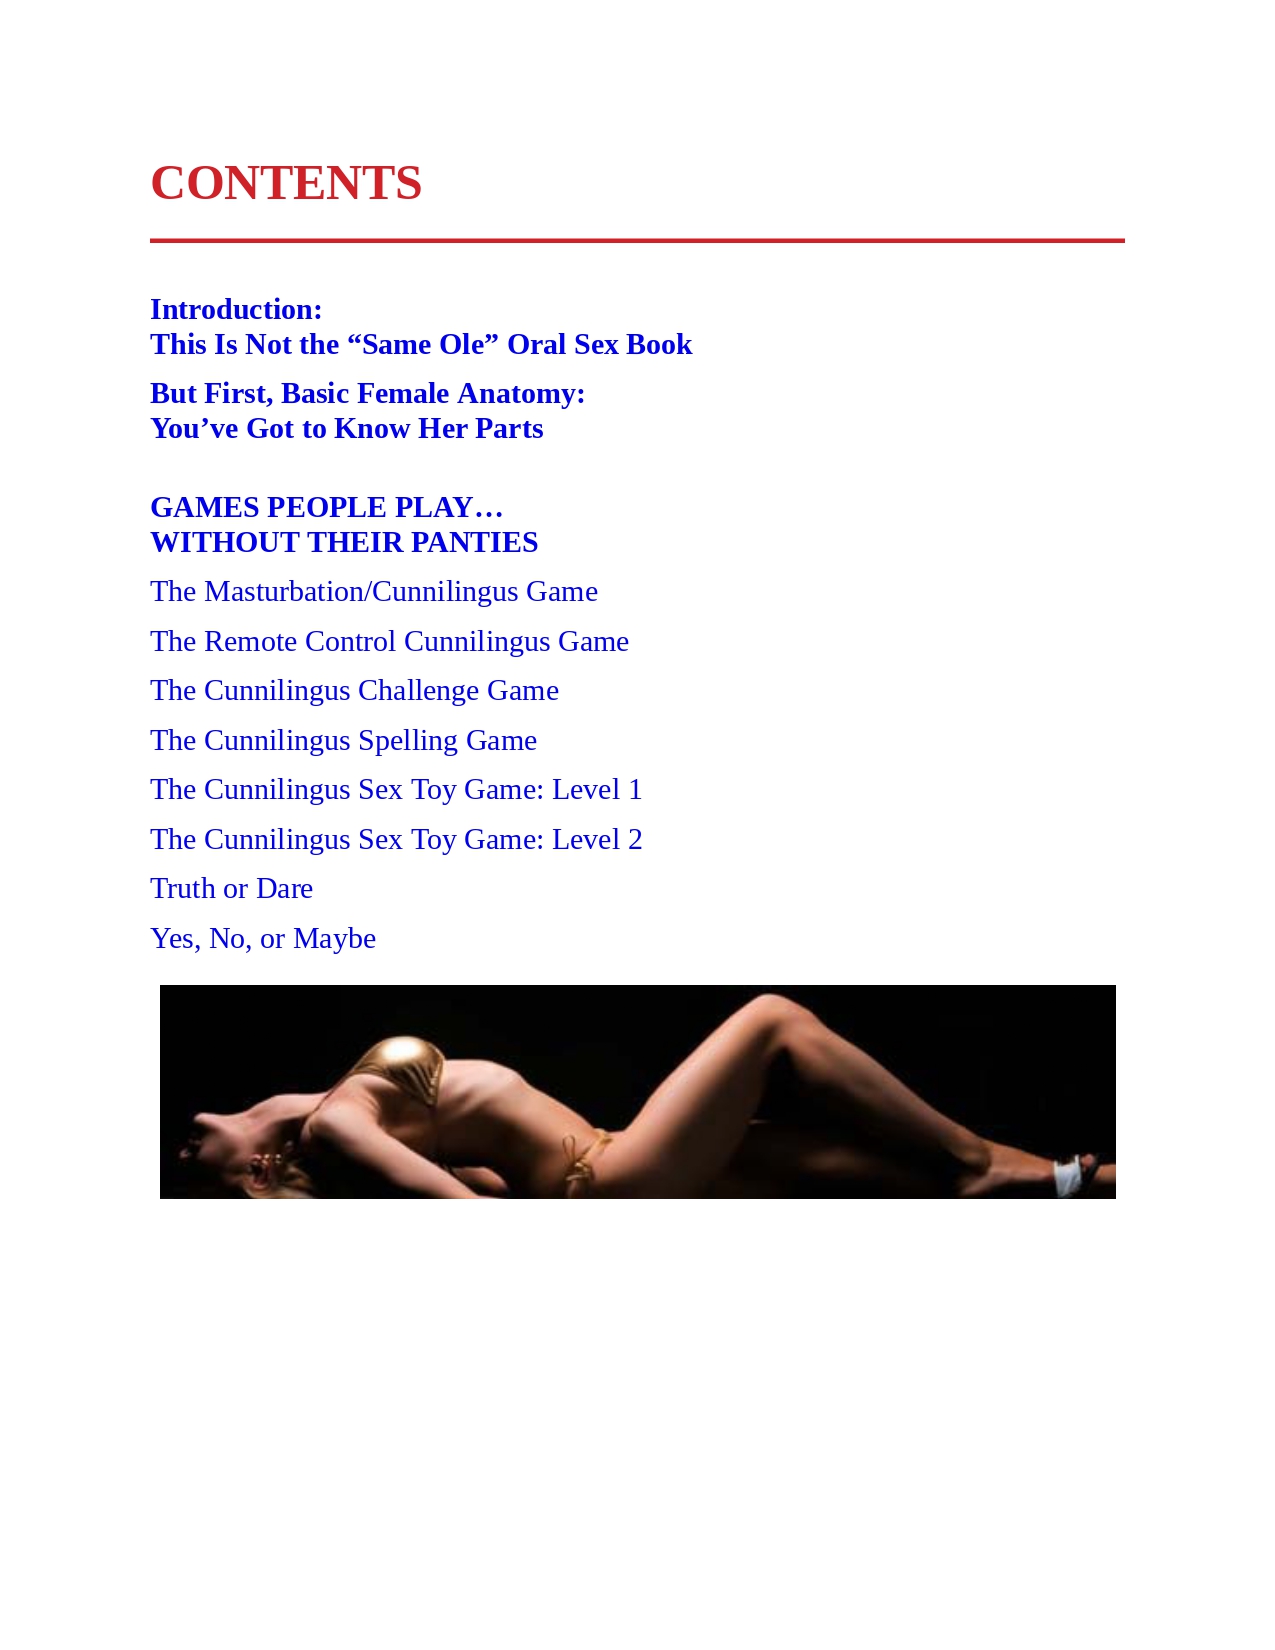 CONTENTS
Introduction:
This Is Not the “Same Ole” Oral Sex Book
But First, Basic Female Anatomy:
You’ve Got to Know Her Parts
GAMES PEOPLE PLAY…
WITHOUT THEIR PANTIES
The Masturbation/Cunnilingus Game
The Remote Control Cunnilingus Game
The Cunnilingus Challenge Game
The Cunnilingus Spelling Game
The Cunnilingus Sex Toy Game: Level 1
The Cunnilingus Sex Toy Game: Level 2
Truth or Dare
Yes, No, or Maybe